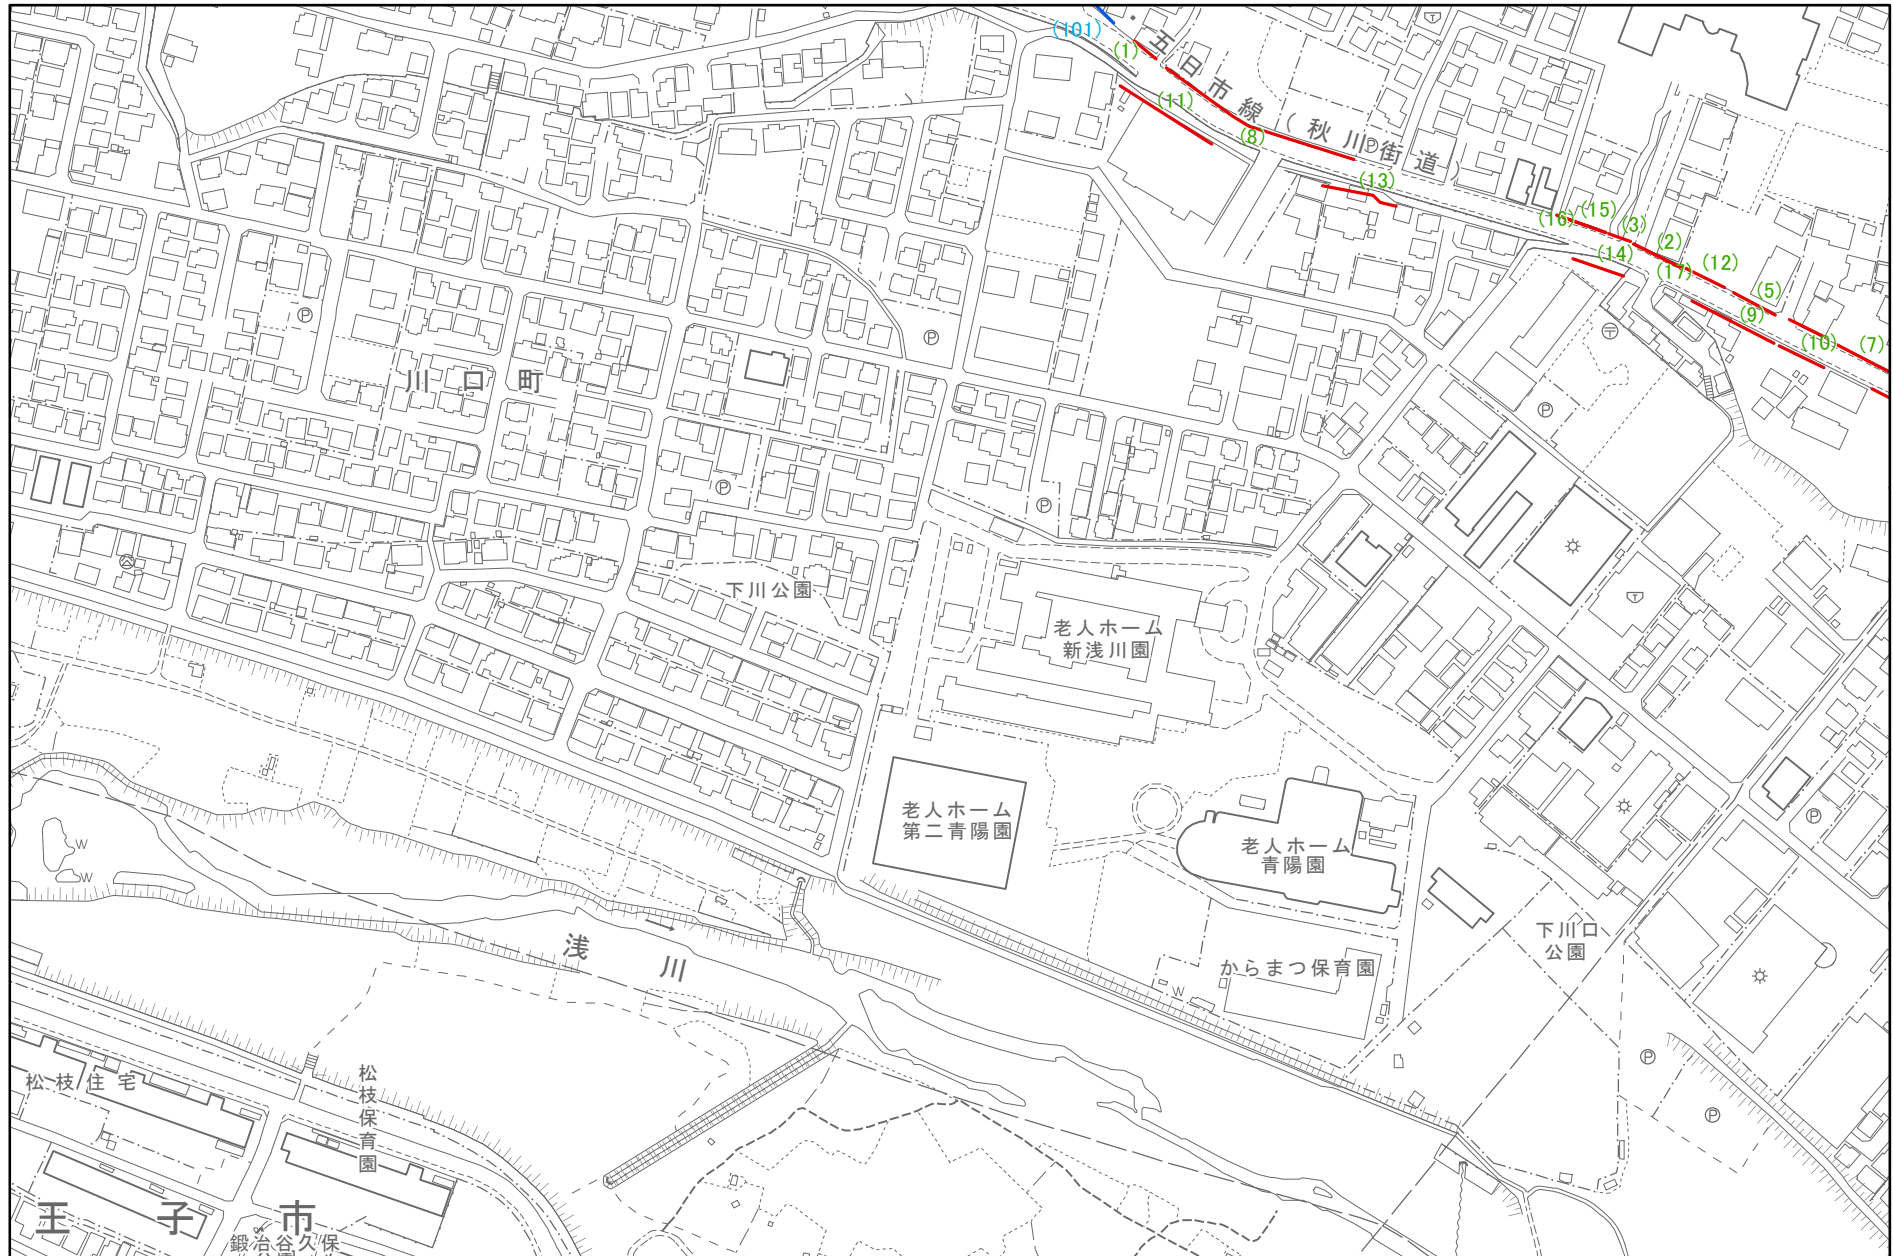 (101)
(1)
五日市線（秋川街道）
(11)
(8)
(13)
(16)
(15)
(3)
(2)
(14)
(17)
(12)
(5)
(9)
(10)
(7)
川口町
下川公園
老人ホーム
新浅川園
老人ホーム
第二青陽園
老人ホーム
青陽園
下川口
公園
からまつ保育園
浅川
W
W
W
松枝住宅
松枝保育園
王子市
鍛冶谷久保